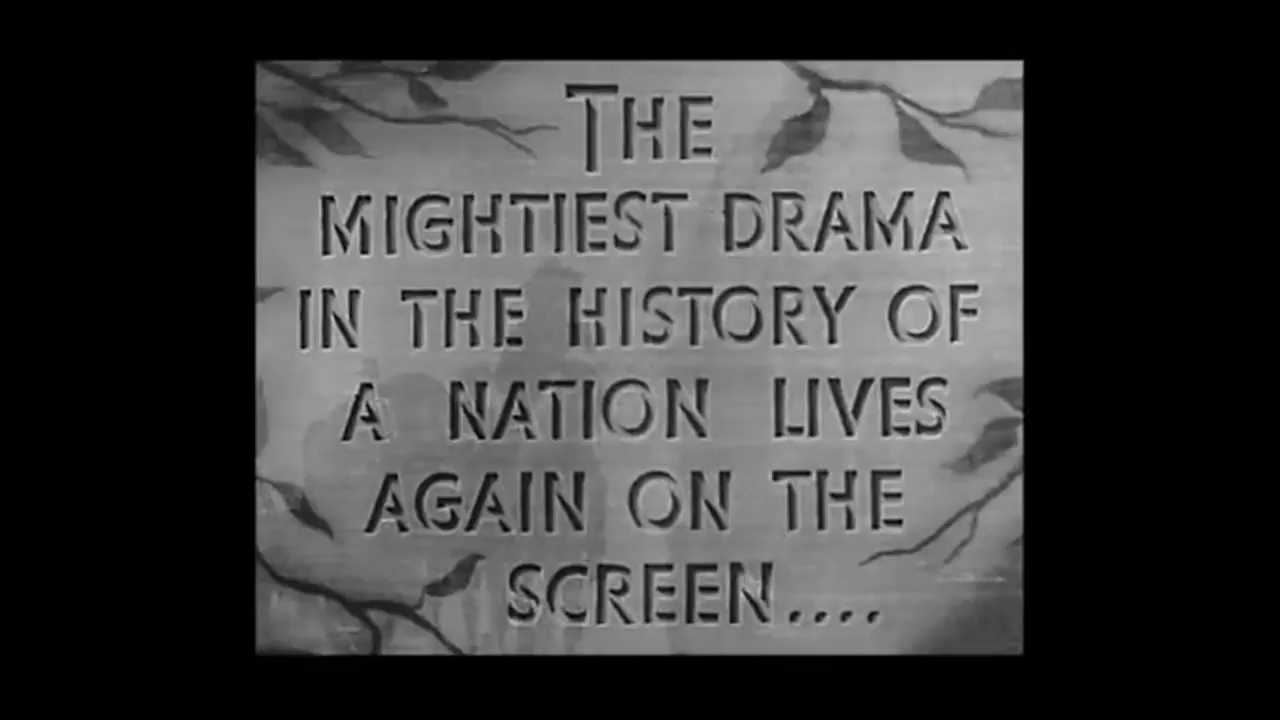 THE
MIGHTIEST DRAMA
IN THE HISTORY OF
A NATION LIVES
AGAIN ON THE
SCREEN....